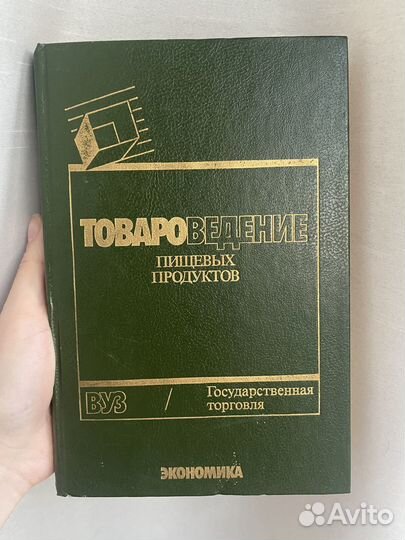 ТОВАРОВЕДЕНИЕ
ПИЩЕВЫХ
ПРОДУКТОВ
ВУЗ / Государственная
торговля
ЭКОНОМИКА
Avito